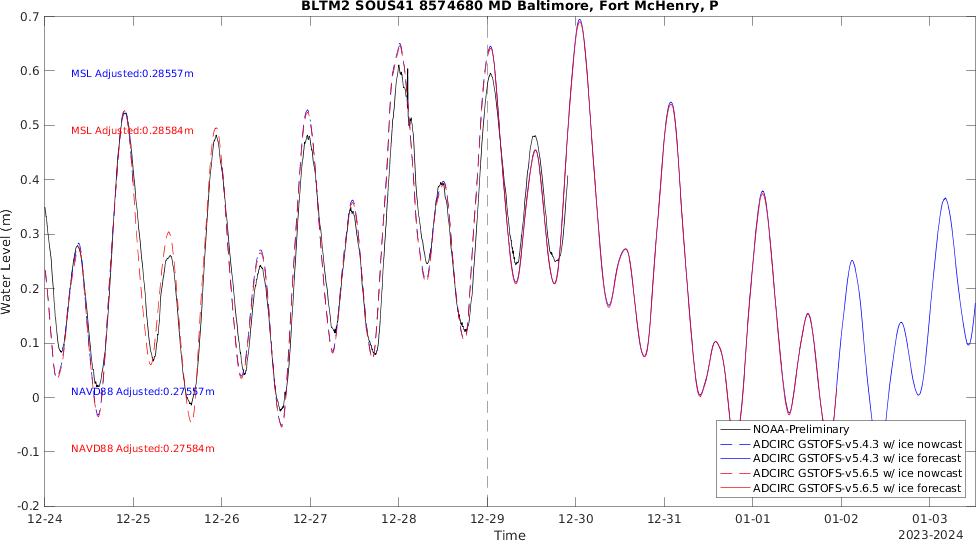 BLTM2 SOUS41 8574680 MD Baltimore, Fort McHenry, P
Water Level (m)
0.7
0.6
0.5
0.4
0.3
0.2
0.1
0
-0.1
-0.2
MSL Adjusted:0.28557m
MSL Adjusted:0.28584m
NAVD88 Adjusted:0.27557m
NAVD88 Adjusted:0.27584m
NOAA-Preliminary
ADCIRC GSTOFS-v5.4.3 w/ ice nowcast
ADCIRC GSTOFS-v5.4.3 w/ ice forecast
ADCIRC GSTOFS-v5.6.5 w/ ice nowcast
ADCIRC GSTOFS-v5.6.5 w/ ice forecast
12-24 12-25 12-26 12-27 12-28 12-29 12-30 12-31 01-01 01-02 01-03
Time
2023-2024